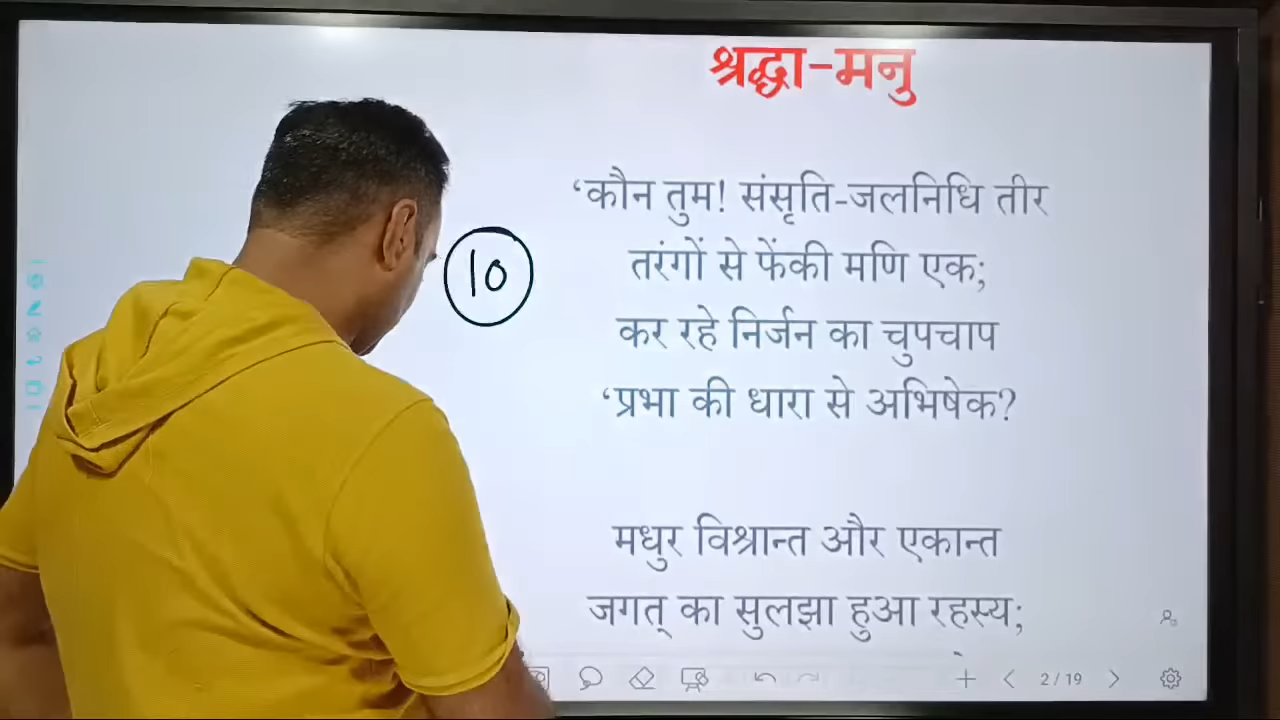 श्रद्धा-मनु
‘कौन तुम! संसृति-जलनिधि तीर
तरंगों से फेंकी मणि एक;
10
कर रहे निर्जन का चुपचाप
‘प्रभा की धारा से अभिषेक?
मधुर विश्रान्त और एकान्त
जगत् का सुलझा हुआ रहस्य;
2/19